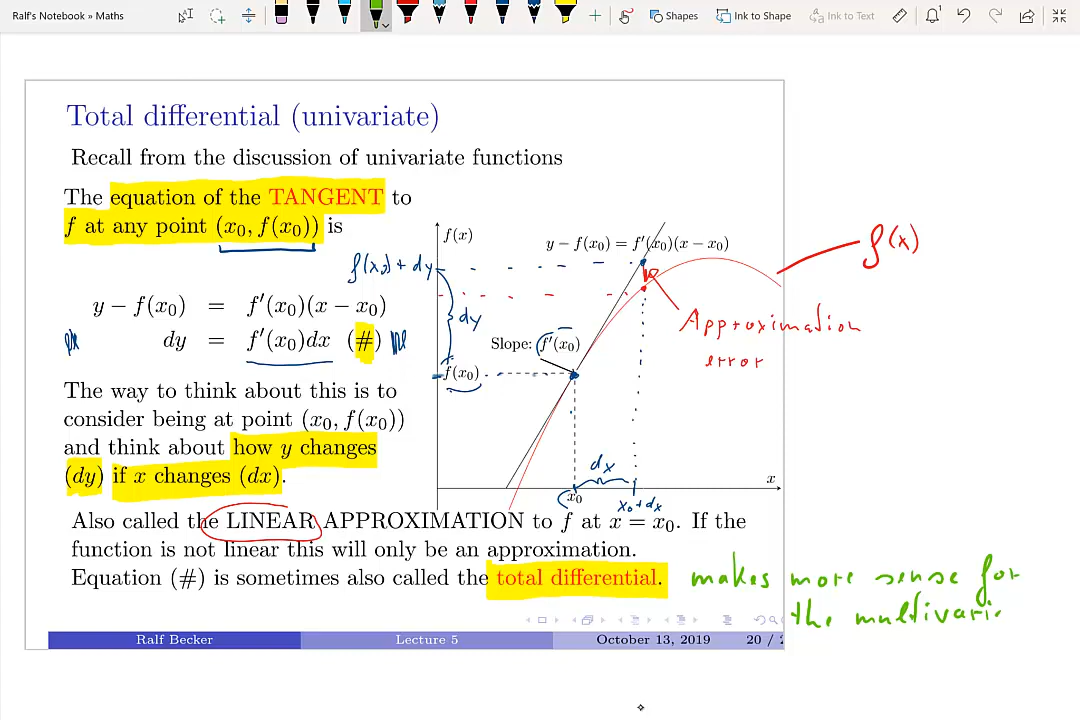 Ralf's Notebook » Maths
Shapes
Ink to Shape
Ink to Text
Total differential (univariate)
Recall from the discussion of univariate functions
The equation of the TANGENT to
f at any point (x₀, f(x₀)) is
y − f(x₀) = f′(x₀)(x − x₀)
dy = f′(x₀)dx (#)
The way to think about this is to
consider being at point (x₀, f(x₀))
and think about how y changes
(dy) if x changes (dx).
f(x)
y − f(x₀) = f′(x₀)(x − x₀)
f(x₀) + dy
dy
Slope: f′(x₀)
f(x₀)
dx
x
x₀
x₀+dx
f(x)
Approximation
error
Also called the LINEAR APPROXIMATION to f at x = x₀. If the
function is not linear this will only be an approximation.
Equation (#) is sometimes also called the total differential.
makes more sense for
the multivaric
Ralf Becker
Lecture 5
October 13, 2019
20 /